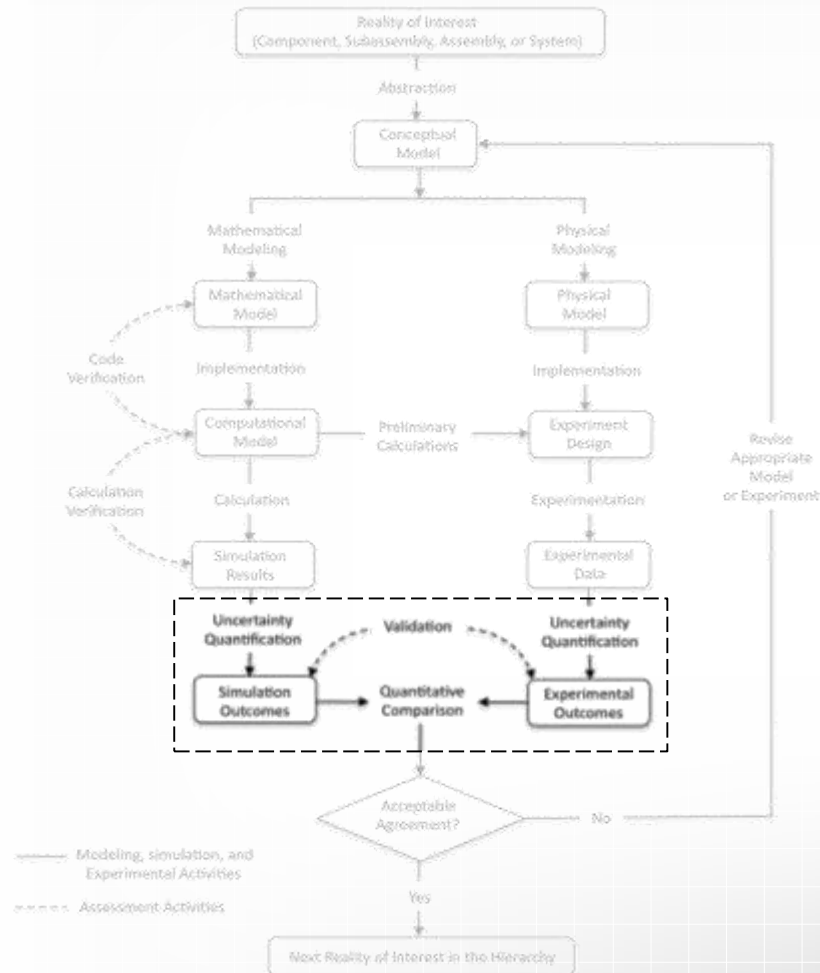 Reality of Interest
(Component, Subassembly, Assembly, or System)
Abstraction
Conceptual
Model
Mathematical
Modeling
Physical
Modeling
Mathematical
Model
Physical
Model
Code
Verification
Implementation
Implementation
Computational
Model
Preliminary
Calculations
Experiment
Design
Revise
Appropriate
Model
or Experiment
Calculation
Verification
Calculation
Experimentation
Simulation
Results
Experimental
Data
Uncertainty
Quantification
Validation
Uncertainty
Quantification
Simulation
Outcomes
Quantitative
Comparison
Experimental
Outcomes
Acceptable
Agreement?
No
Modeling, simulation, and
Experimental Activities
Assessment Activities
Yes
Next Reality of Interest in the Hierarchy